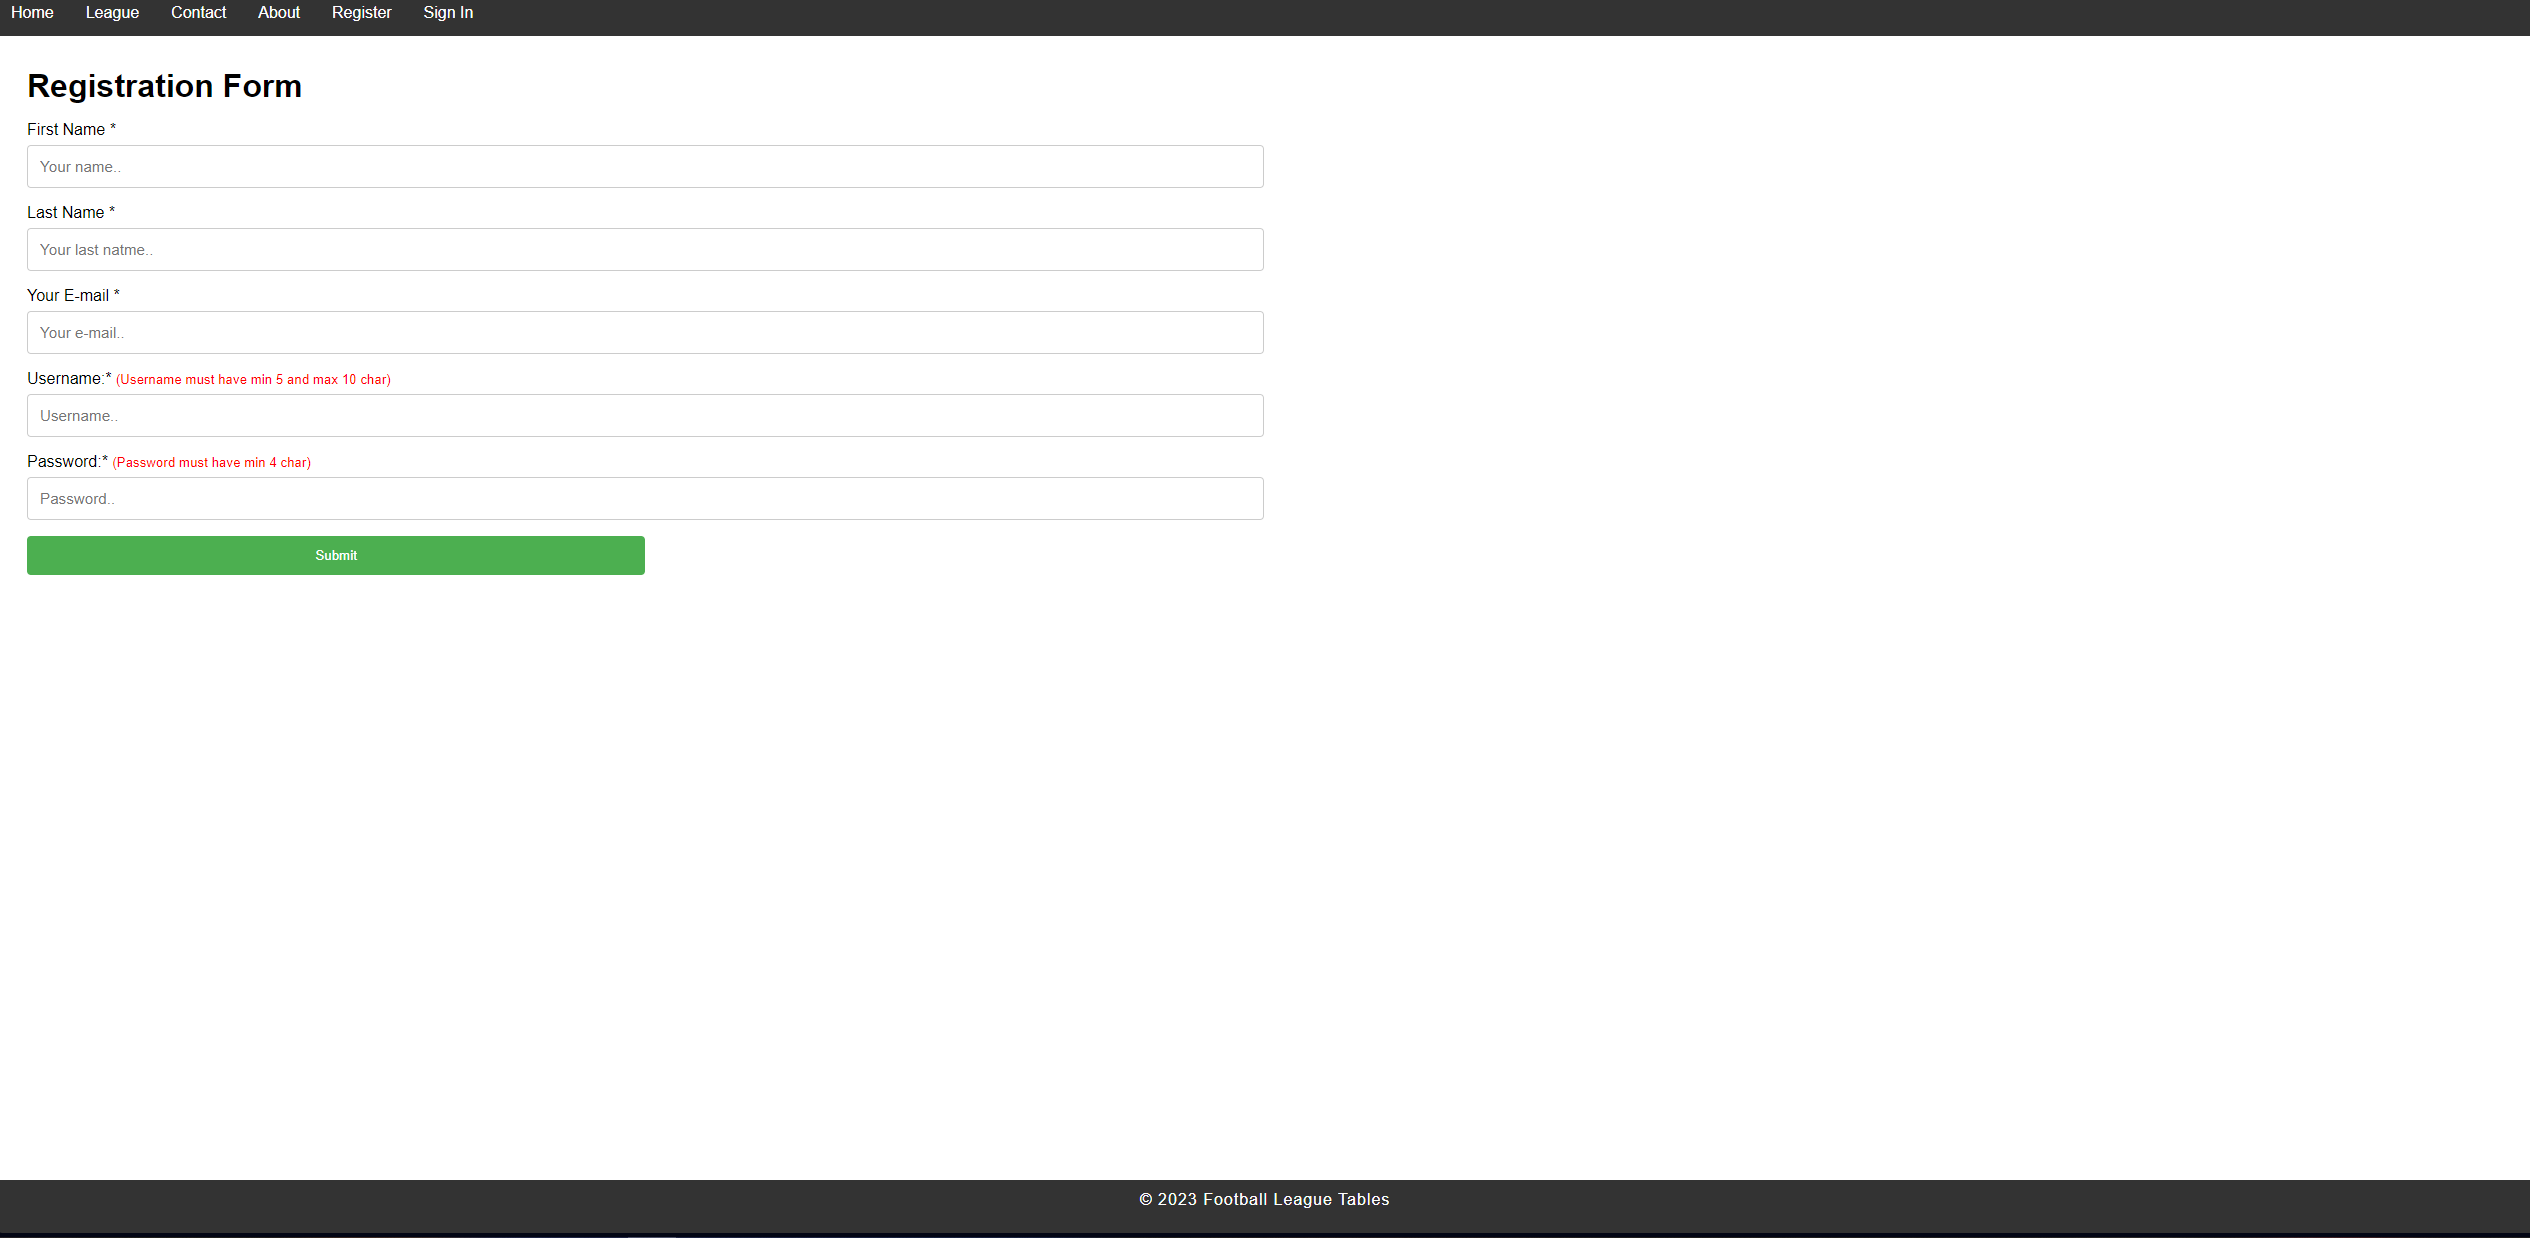 Home League Contact About Register Sign In
Registration Form
First Name *
Your name..
Last Name *
Your last natme..
Your E-mail *
Your e-mail..
Username:* (Username must have min 5 and max 10 char)
Username..
Password:* (Password must have min 4 char)
Password..
Submit
© 2023 Football League Tables